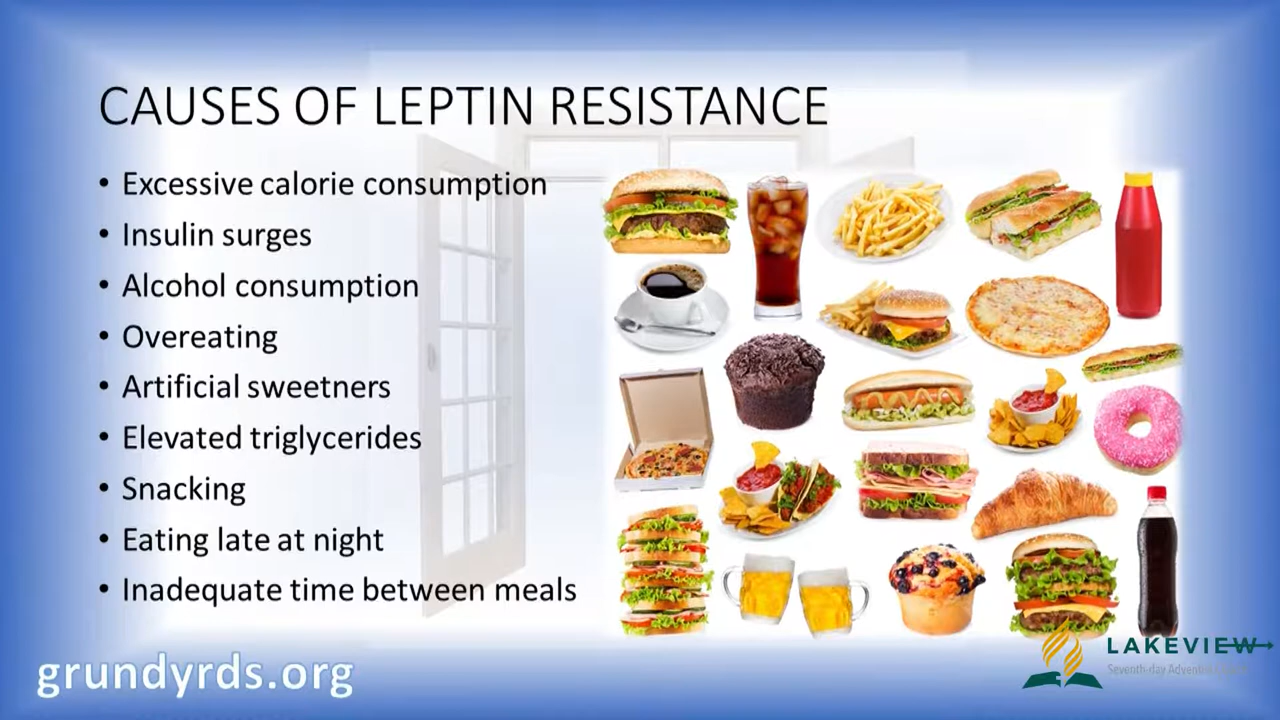 CAUSES OF LEPTIN RESISTANCE
• Excessive calorie consumption
• Insulin surges
• Alcohol consumption
• Overeating
• Artificial sweetners
• Elevated triglycerides
• Snacking
• Eating late at night
• Inadequate time between meals
grundyrds.org
LAKEVIEW
Seventh-day Adventist Church